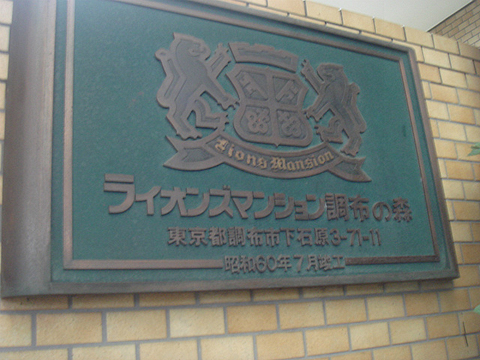 Lions Mansion
ライオンズマンション調布の森
東京都調布市下石原3-71-11
昭和60年7月竣工